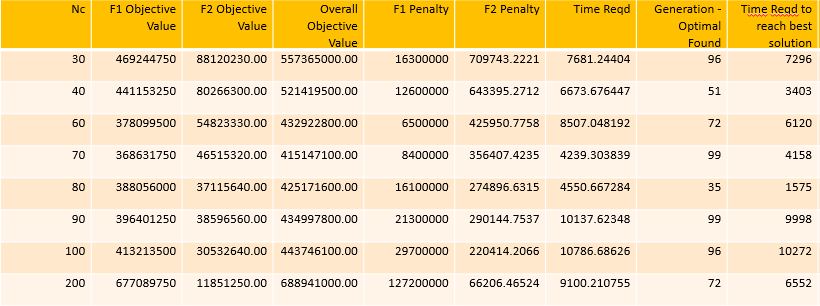 Nc F1 Objective Value F2 Objective Value Overall Objective Value F1 Penalty F2 Penalty Time Reqd Generation - Optimal Found Time Reqd to reach best solution
30 469244750 88120230.00 557365000.00 16300000 709743.2221 7681.24404 96 7296
40 441153250 80266300.00 521419500.00 12600000 643395.2712 6673.676447 51 3403
60 378099500 54823330.00 432922800.00 6500000 425950.7758 8507.048192 72 6120
70 368631750 46515320.00 415147100.00 8400000 356407.4235 4239.303839 99 4158
80 388056000 37115640.00 425171600.00 16100000 274896.6315 4550.667284 35 1575
90 396401250 38596560.00 434997800.00 21300000 290144.7537 10137.62348 99 9998
100 413213500 30532640.00 443746100.00 29700000 220414.2066 10786.68626 96 10272
200 677089750 11851250.00 688941000.00 127200000 66206.46524 9100.210755 72 6552